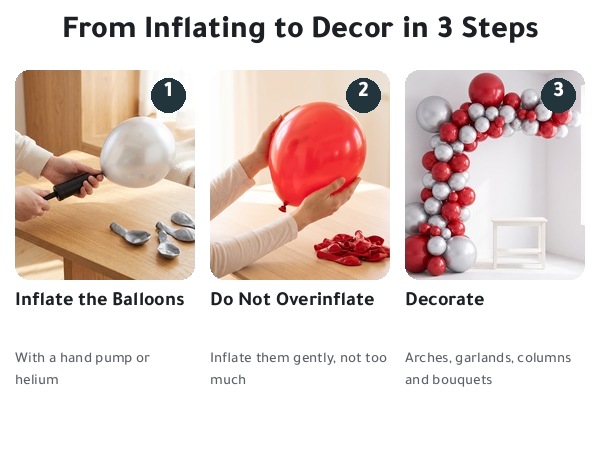 From Inflating to Decor in 3 Steps
1
2
3
Inflate the Balloons
Do Not Overinflate
Decorate
With a hand pump or
helium
Inflate them gently, not too
much
Arches, garlands, columns
and bouquets